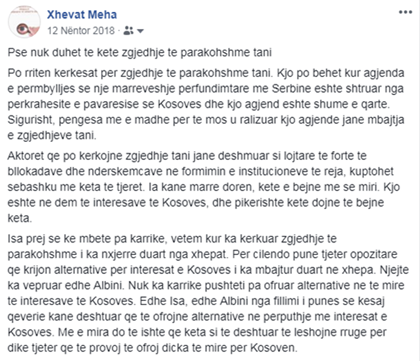 Xhevat Meha
12 Nëntor 2018 ·
Pse nuk duhet te kete zgjedhje te parakohshme tani
Po rriten kerkesat per zgjedhje te parakohshme tani. Kjo po behet kur agjenda
e permbylljes se nje marreveshje perfundimtare me Serbine eshte shtruar nga
perkrahesite e pavaresise se Kosoves dhe kjo agjend eshte shume e qarte.
Sigurisht, pengesa me e madhe per te mos u ralizuar kjo agjende jane mbajtja
e zgjedhjeve tani.
Aktoret qe po kerkojne zgjedhje tani jane deshmuar si lojtare te forte te
bllokadave dhe nderskemcave ne formimin e institucioneve te reja, kuptohet
sebashku me keta te tjeret. Ia kane marre doren, kete e bejne me se miri. Kjo
eshte ne dem te interesave te Kosoves, dhe pikerishte kete dojne te bejne
keta.
Isa prej se ke mbete pa karrike, vetem kur ka kerkuar zgjedhje te
parakohshme i ka nxjerre duart nga xhepat. Per cilendo pune tjeter opozitare
qe krijon alternative per interesat e Kosoves i ka mbajtur duart ne xhepa. Njejte
ka vepruar edhe Albini. Nuk ka karrike pushteti pa ofruar alternative ne te mire
te interesave te Kosoves. Edhe Isa, edhe Albini nga fillimi i punes se kesaj
qeverie kane deshtuar qe te ofrojne alternative ne perputhje me interesat e
Kosoves. Me e mira do te ishte qe keta si te deshtuar te leshojne rruge per
dike tjeter qe te provoj te ofroj dicka te mire per Kosoven.